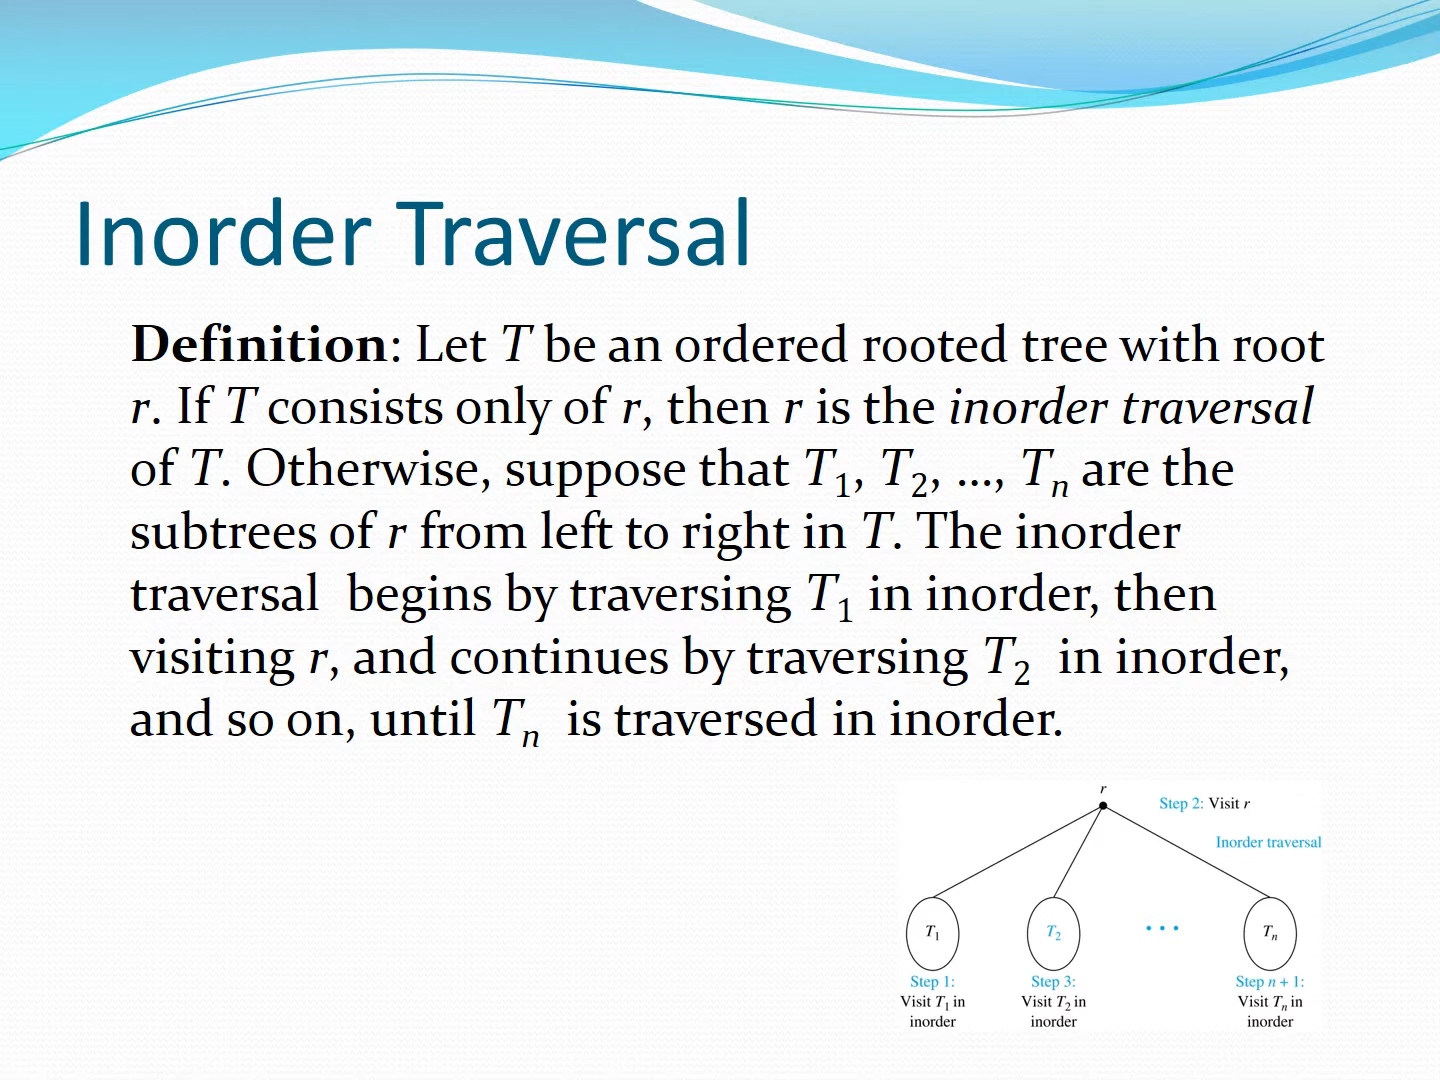 Inorder Traversal
Definition: Let T be an ordered rooted tree with root
r. If T consists only of r, then r is the inorder traversal
of T. Otherwise, suppose that T1, T2, …, Tn are the
subtrees of r from left to right in T. The inorder
traversal  begins by traversing T1 in inorder, then
visiting r, and continues by traversing T2  in inorder,
and so on, until Tn  is traversed in inorder.
r
Step 2: Visit r
Inorder traversal
T1 T2 • • • Tn
Step 1: Step 3: Step n + 1:
Visit T1 in Visit T2 in Visit Tn in
inorder inorder inorder